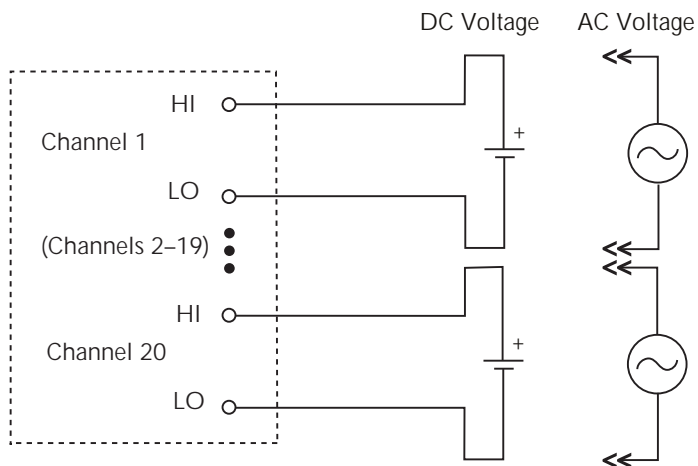 DC Voltage
AC Voltage
HI
Channel 1
+
LO
(Channels 2–19)
HI
+
Channel 20
LO